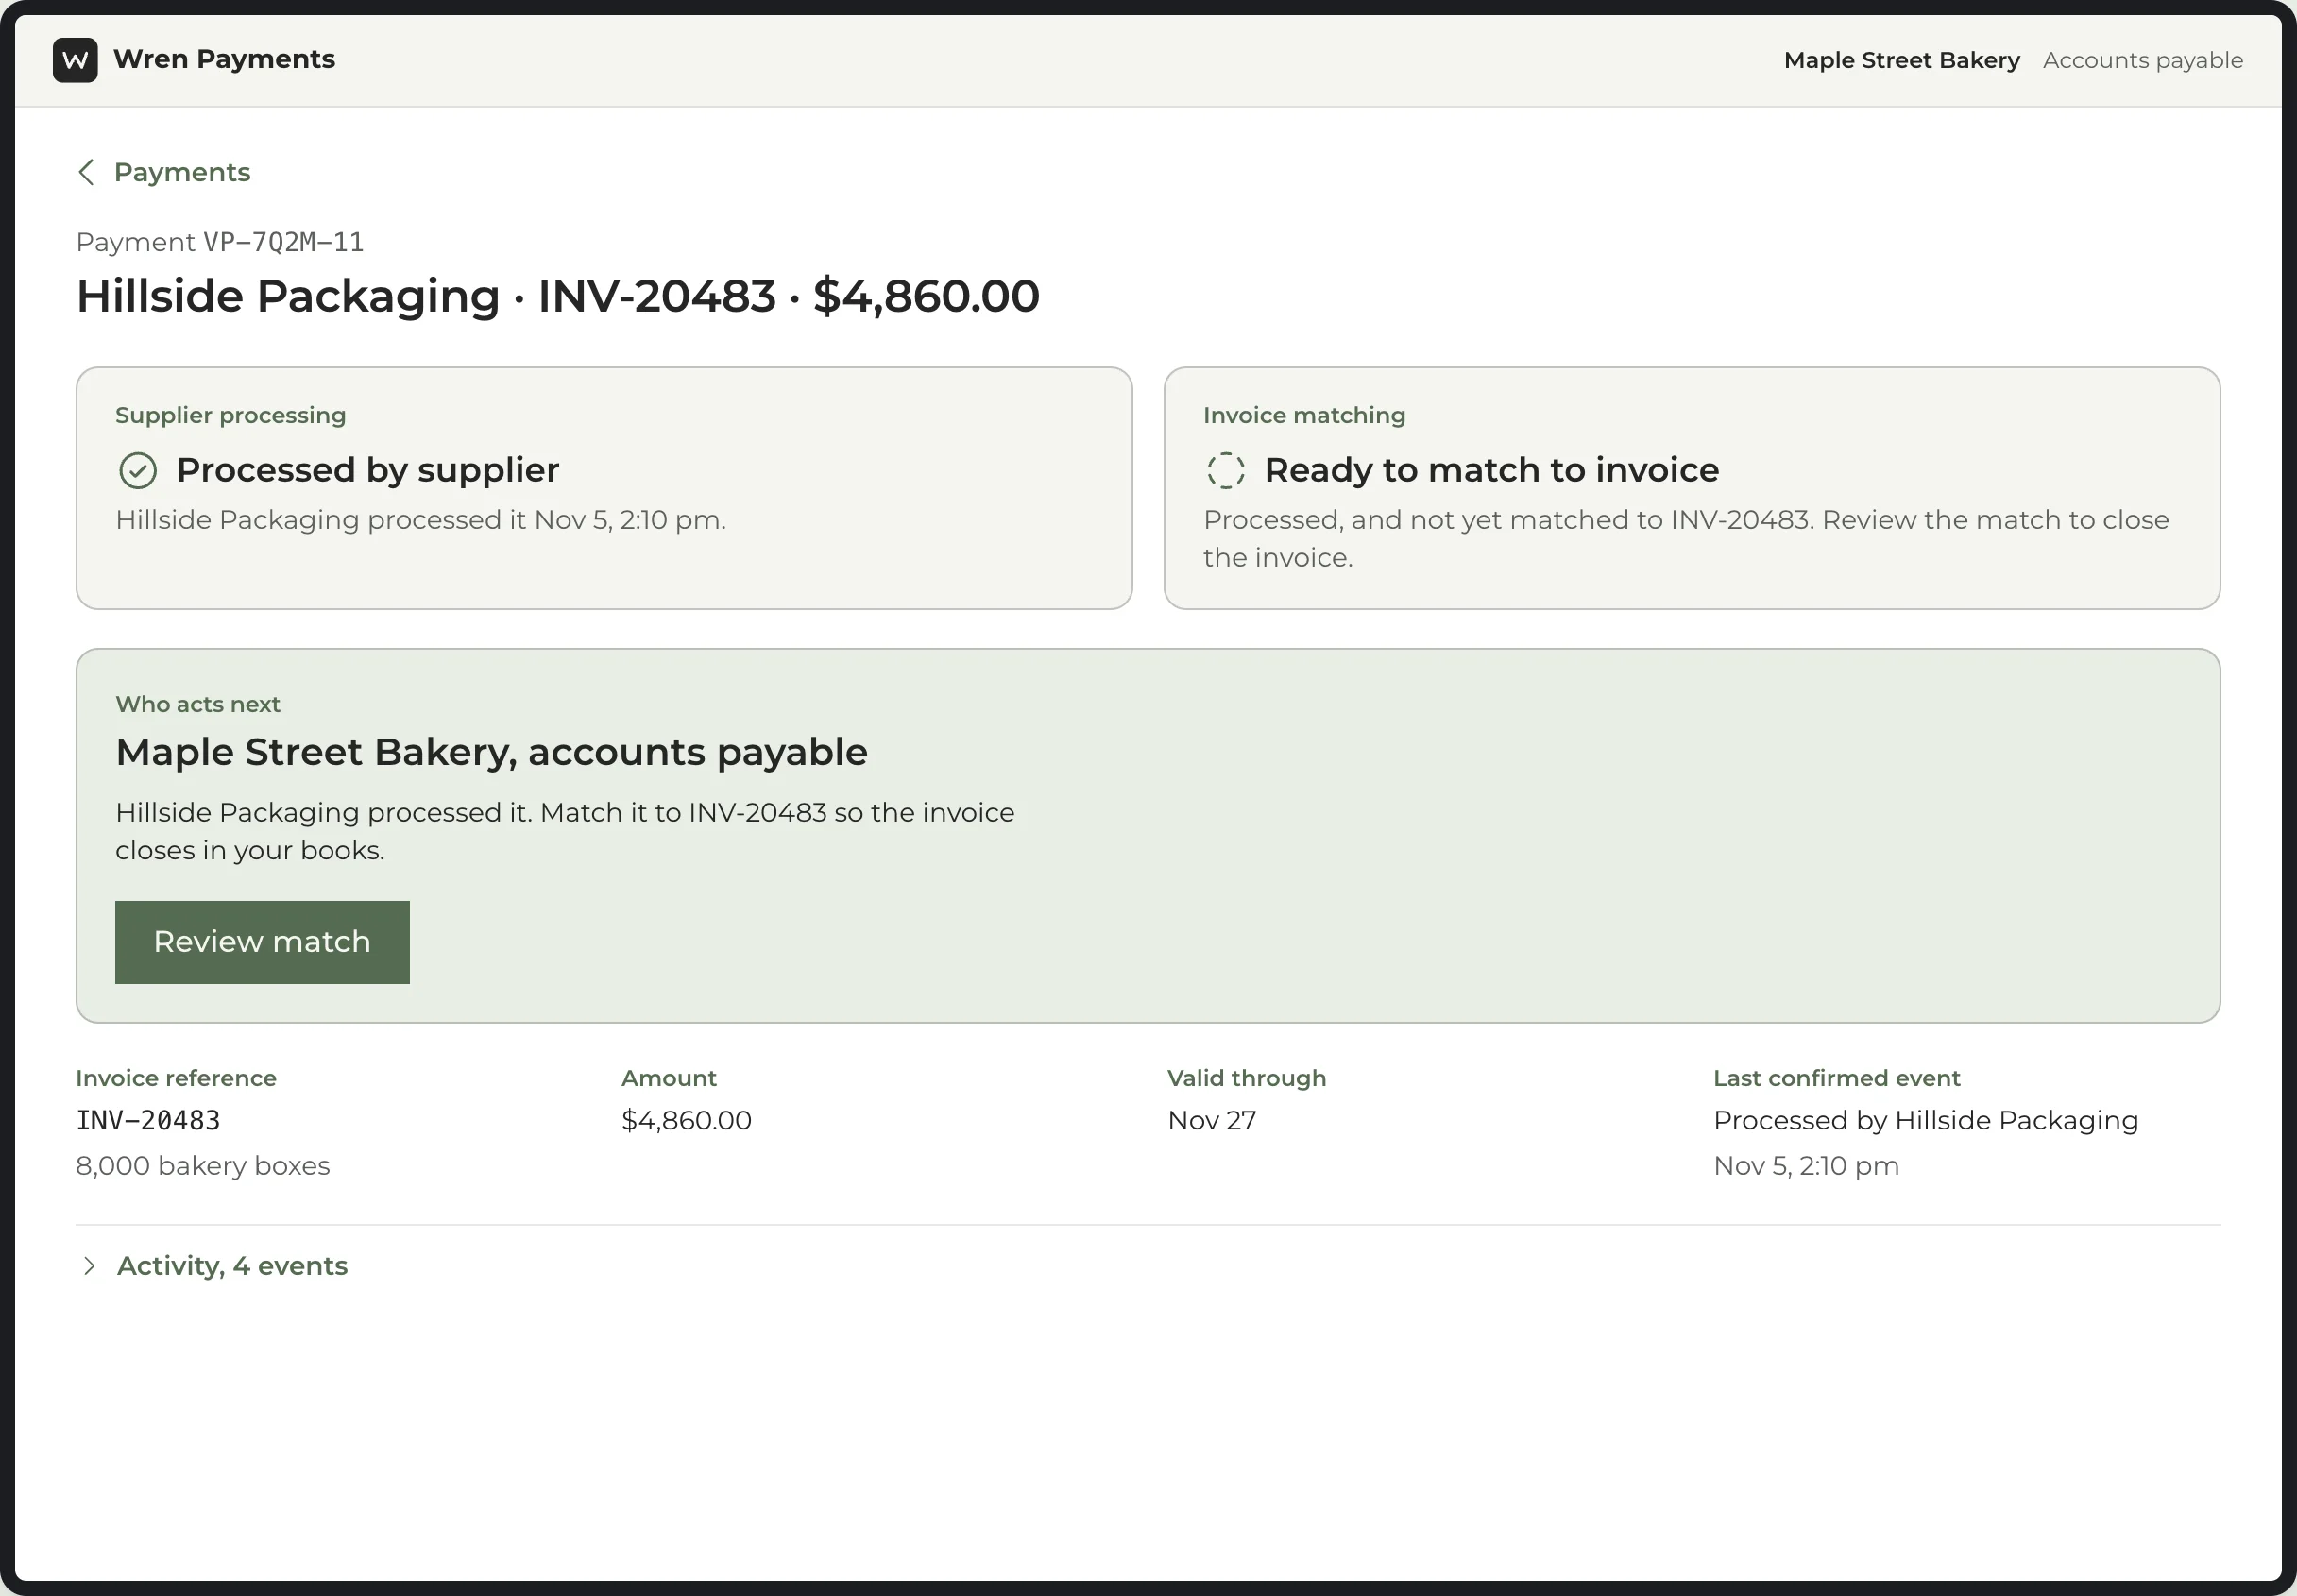 W Wren Payments
Maple Street Bakery Accounts payable
Payments
Payment VP-7Q2M-11
Hillside Packaging · INV-20483 · $4,860.00
Supplier processing
Processed by supplier
Hillside Packaging processed it Nov 5, 2:10 pm.
Invoice matching
Ready to match to invoice
Processed, and not yet matched to INV-20483. Review the match to close
the invoice.
Who acts next
Maple Street Bakery, accounts payable
Hillside Packaging processed it. Match it to INV-20483 so the invoice
closes in your books.
Review match
Invoice reference
INV-20483
8,000 bakery boxes
Amount
$4,860.00
Valid through
Nov 27
Last confirmed event
Processed by Hillside Packaging
Nov 5, 2:10 pm
Activity, 4 events